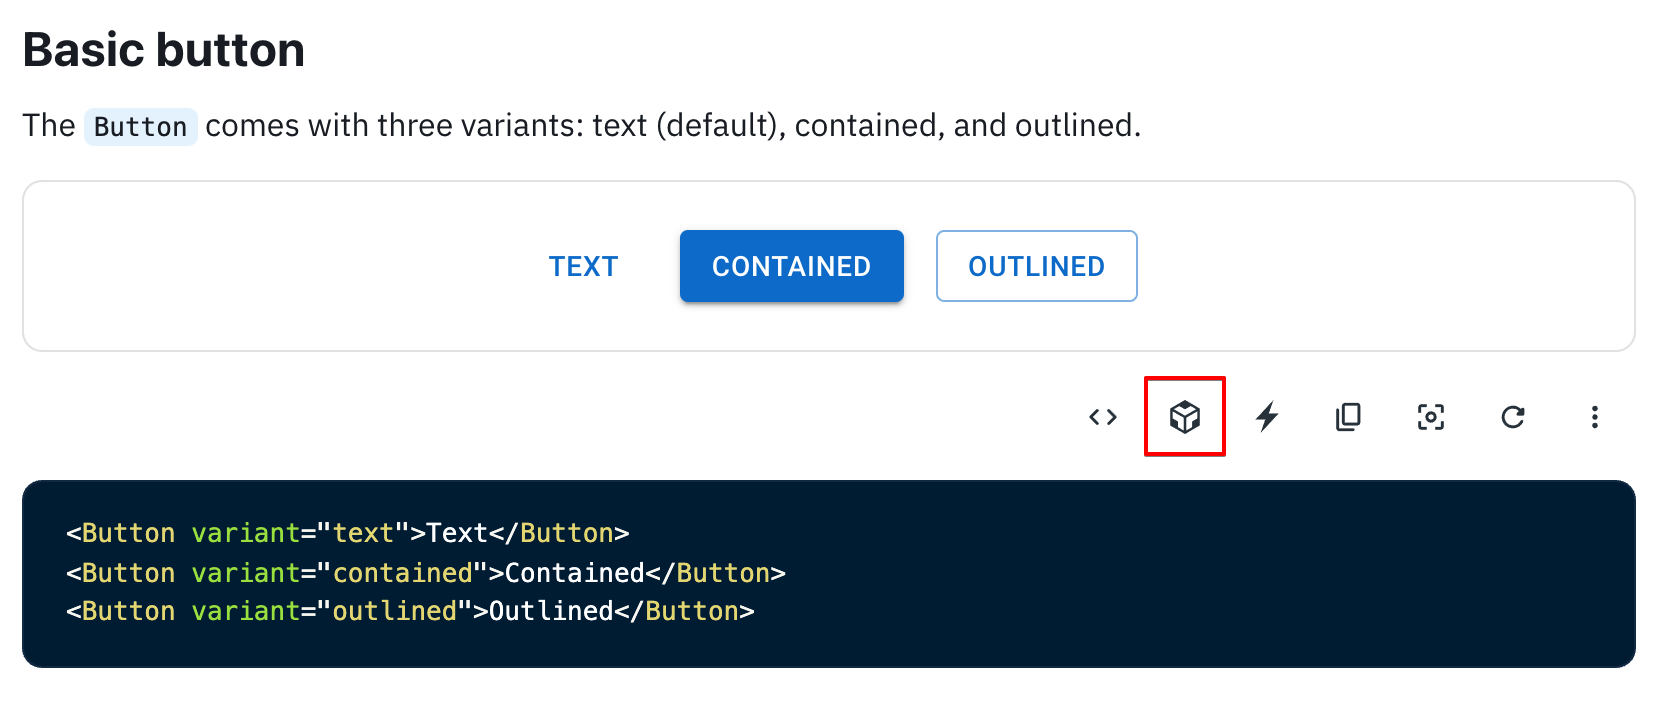 Basic button
The Button comes with three variants: text (default), contained, and outlined.
TEXT CONTAINED OUTLINED
<Button variant="text">Text</Button>
<Button variant="contained">Contained</Button>
<Button variant="outlined">Outlined</Button>